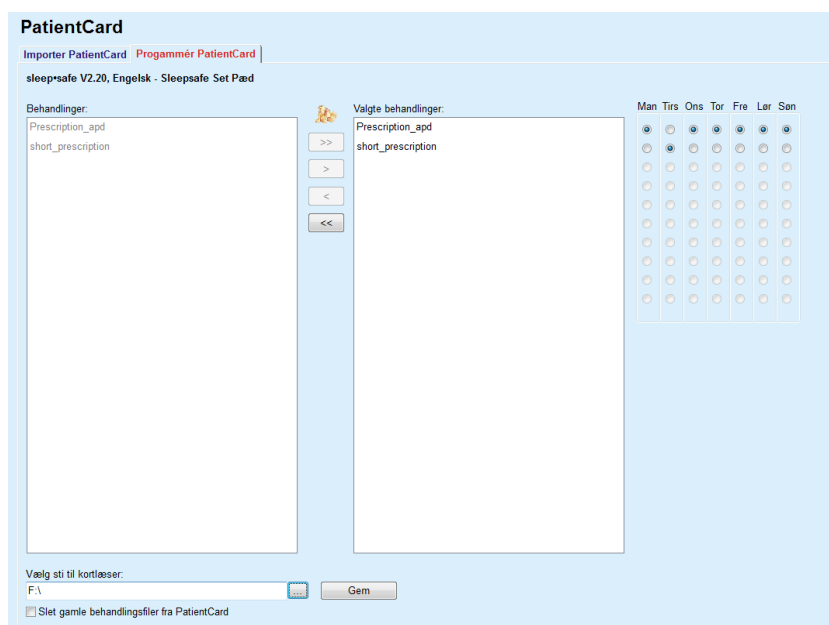 PatientCard
Importer PatientCard Progammér PatientCard
sleep•safe V2.20, Engelsk - Sleepsafe Set Pæd
Behandlinger:
Prescription_apd
short_prescription
>>
>
<
<<
Valgte behandlinger:
Prescription_apd
short_prescription
Man Tirs Ons Tor Fre Lør Søn
Vælg sti til kortlæser:
F:\
...
Gem
Slet gamle behandlingsfiler fra PatientCard